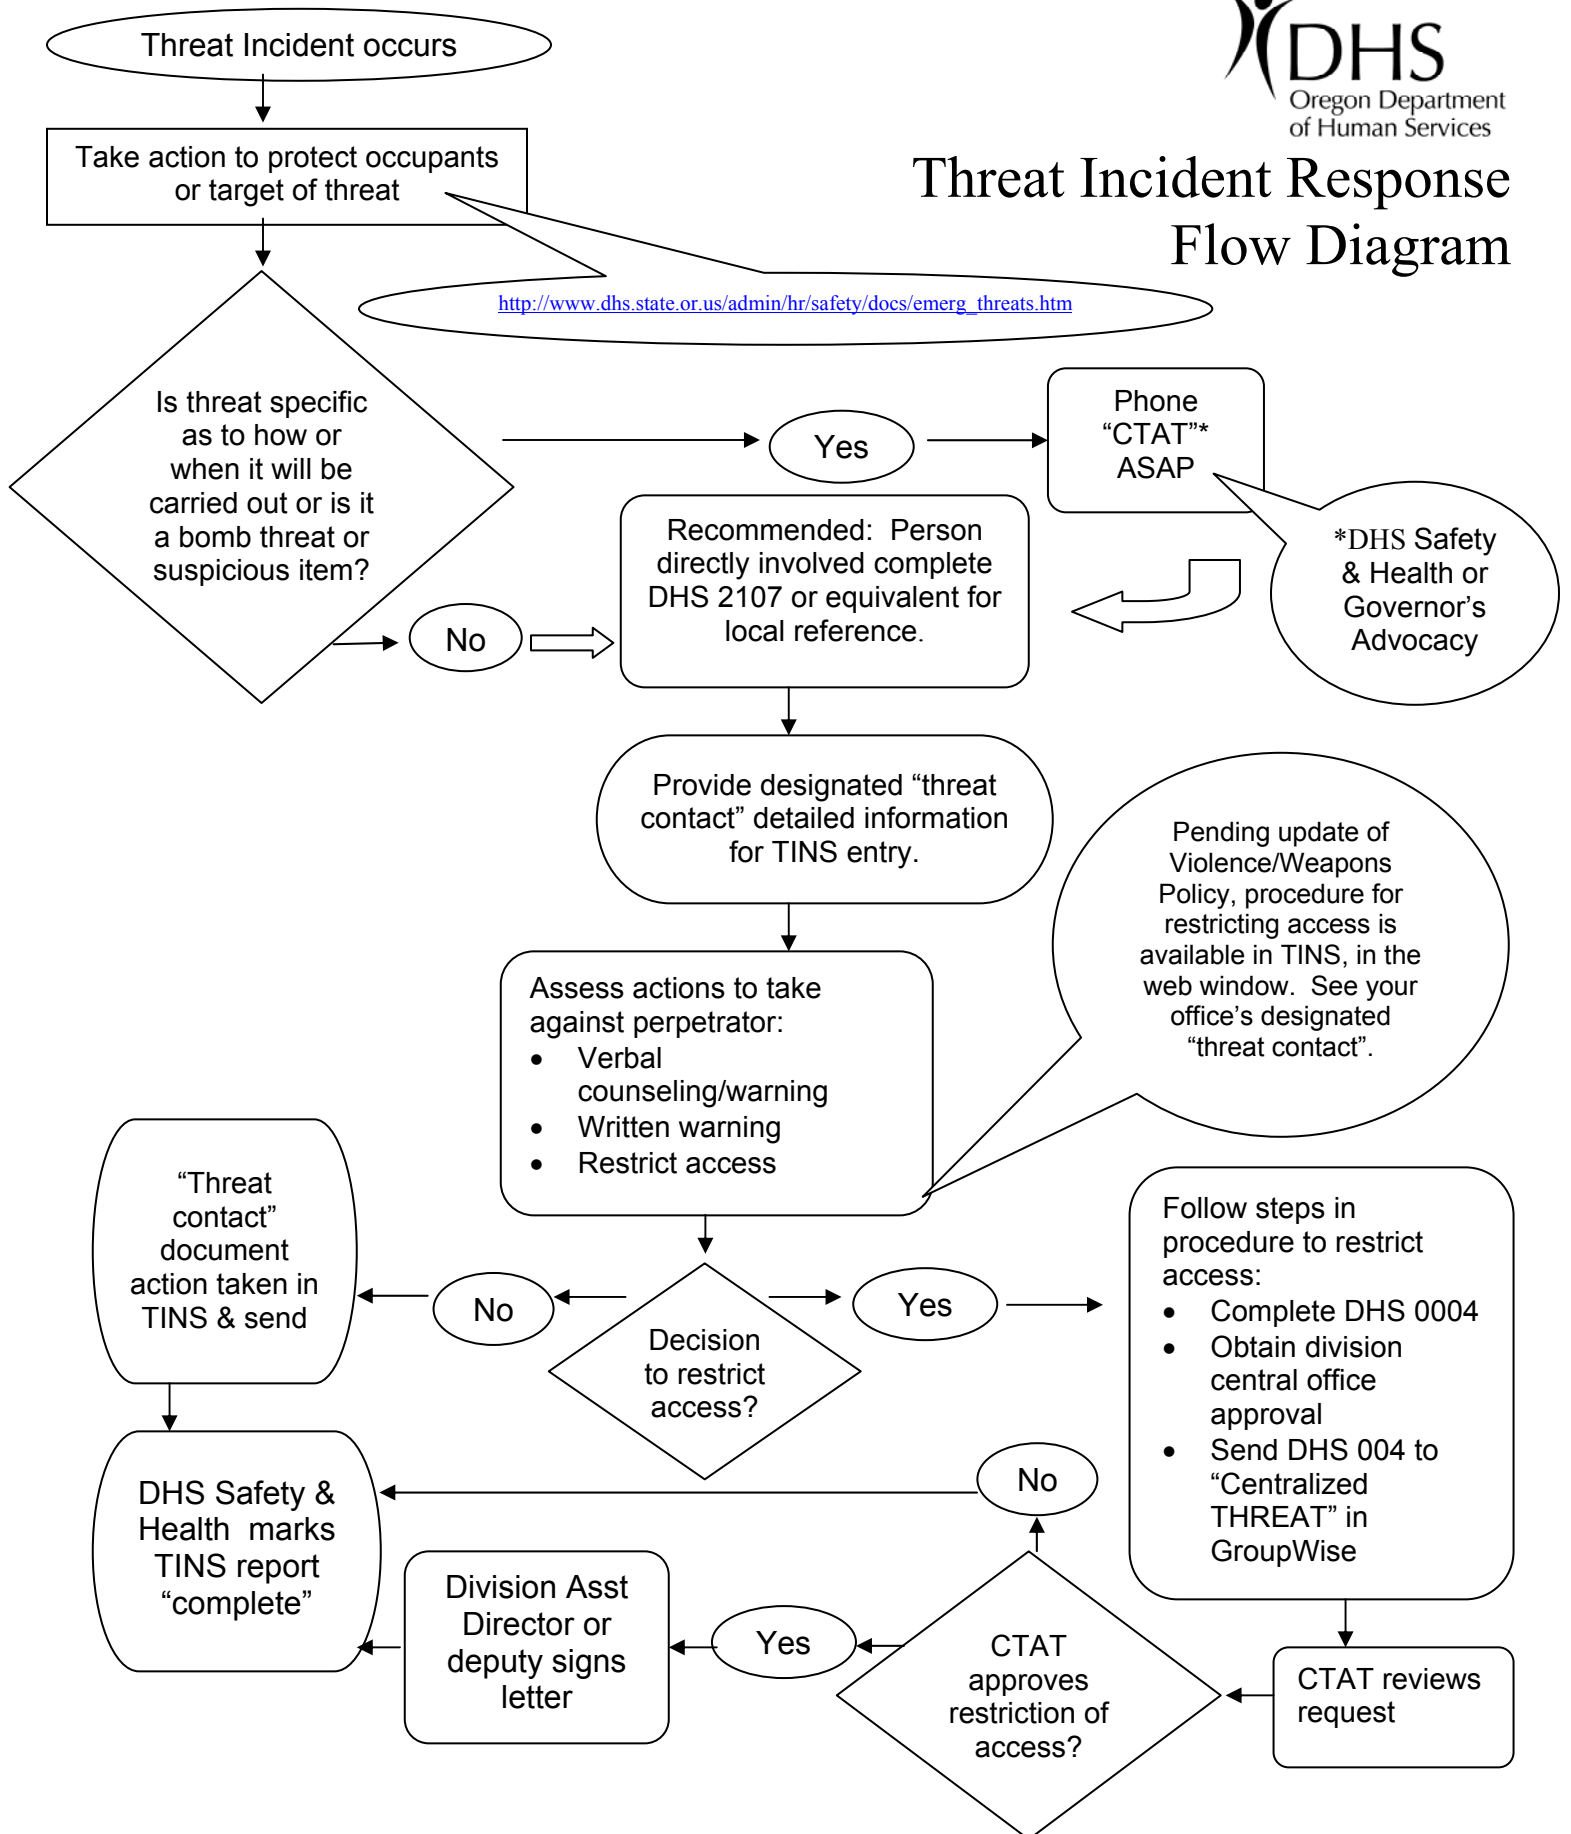 Threat Incident occurs
DHS
Oregon Department
of Human Services
Threat Incident Response
Flow Diagram
Take action to protect occupants
or target of threat
http://www.dhs.state.or.us/admin/hr/safety/docs/emerg_threats.htm
Is threat specific
as to how or
when it will be
carried out or is it
a bomb threat or
suspicious item?
Yes
Phone
“CTAT”*
ASAP
*DHS Safety
& Health or
Governor’s
Advocacy
No
Recommended:  Person
directly involved complete
DHS 2107 or equivalent for
local reference.
Provide designated “threat
contact” detailed information
for TINS entry.
Pending update of
Violence/Weapons
Policy, procedure for
restricting access is
available in TINS, in the
web window.  See your
office’s designated
“threat contact”.
Assess actions to take
against perpetrator:
• Verbal
counseling/warning
• Written warning
• Restrict access
“Threat
contact”
document
action taken in
TINS & send
No
Decision
to restrict
access?
Yes
Follow steps in
procedure to restrict
access:
• Complete DHS 0004
• Obtain division
central office
approval
• Send DHS 004 to
“Centralized
THREAT” in
GroupWise
DHS Safety &
Health  marks
TINS report
“complete”
No
Division Asst
Director or
deputy signs
letter
Yes
CTAT
approves
restriction of
access?
CTAT reviews
request